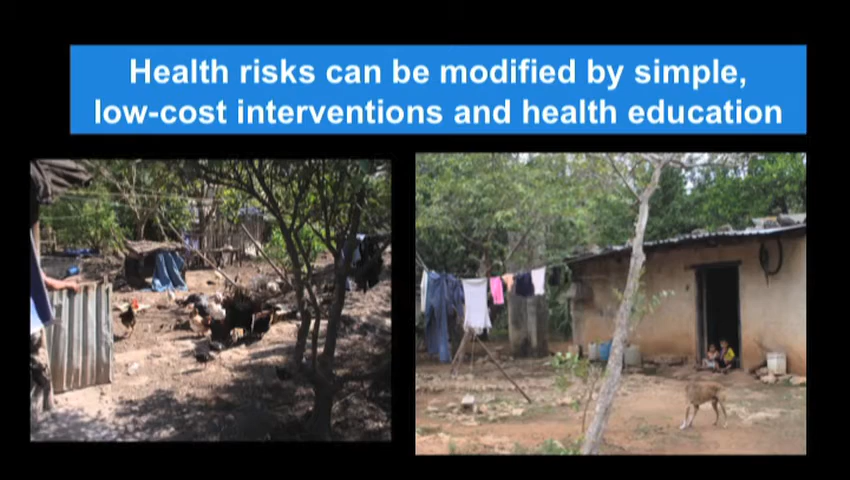 Health risks can be modified by simple,
low-cost interventions and health education